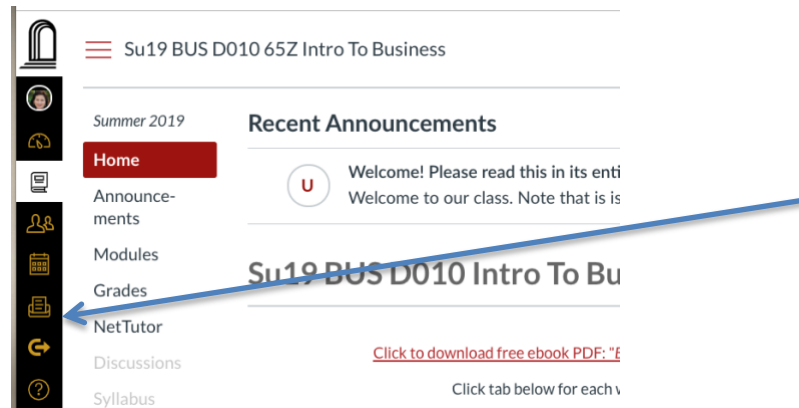 Su19 BUS D010 65Z Intro To Business
Summer 2019
Home
Announce-
ments
Modules
Grades
NetTutor
Discussions
Syllabus
Recent Announcements
U
Welcome! Please read this in its enti
Welcome to our class. Note that is is
Su19 BUS D010 Intro To Bu
Click to download free ebook PDF: "E
Click tab below for each w
?